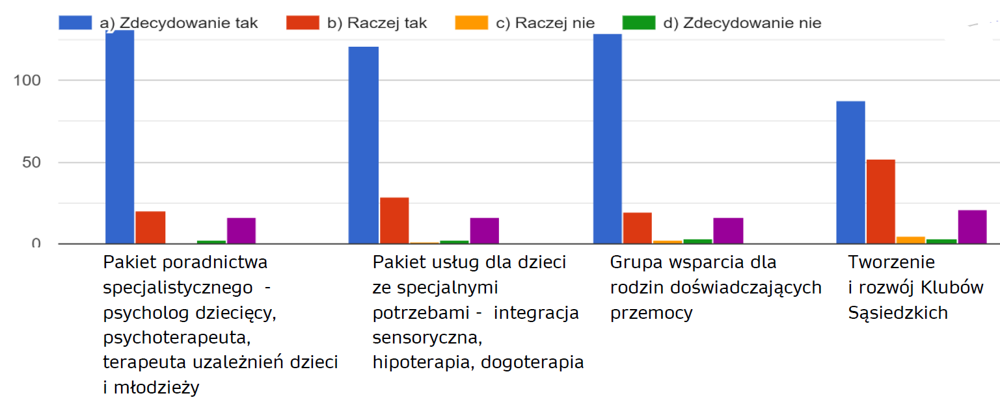 a) Zdecydowanie tak b) Raczej tak c) Raczej nie d) Zdecydowanie nie
100
50
0
Pakiet poradnictwa
specjalistycznego -
psycholog dziecięcy,
psychoterapeuta,
terapeuta uzależnień dzieci
i młodzieży
Pakiet usług dla dzieci
ze specjalnymi
potrzebami - integracja
sensoryczna,
hipoterapia, dogoterapia
Grupa wsparcia dla
rodzin doświadczających
przemocy
Tworzenie
i rozwój Klubów
Sąsiedzkich